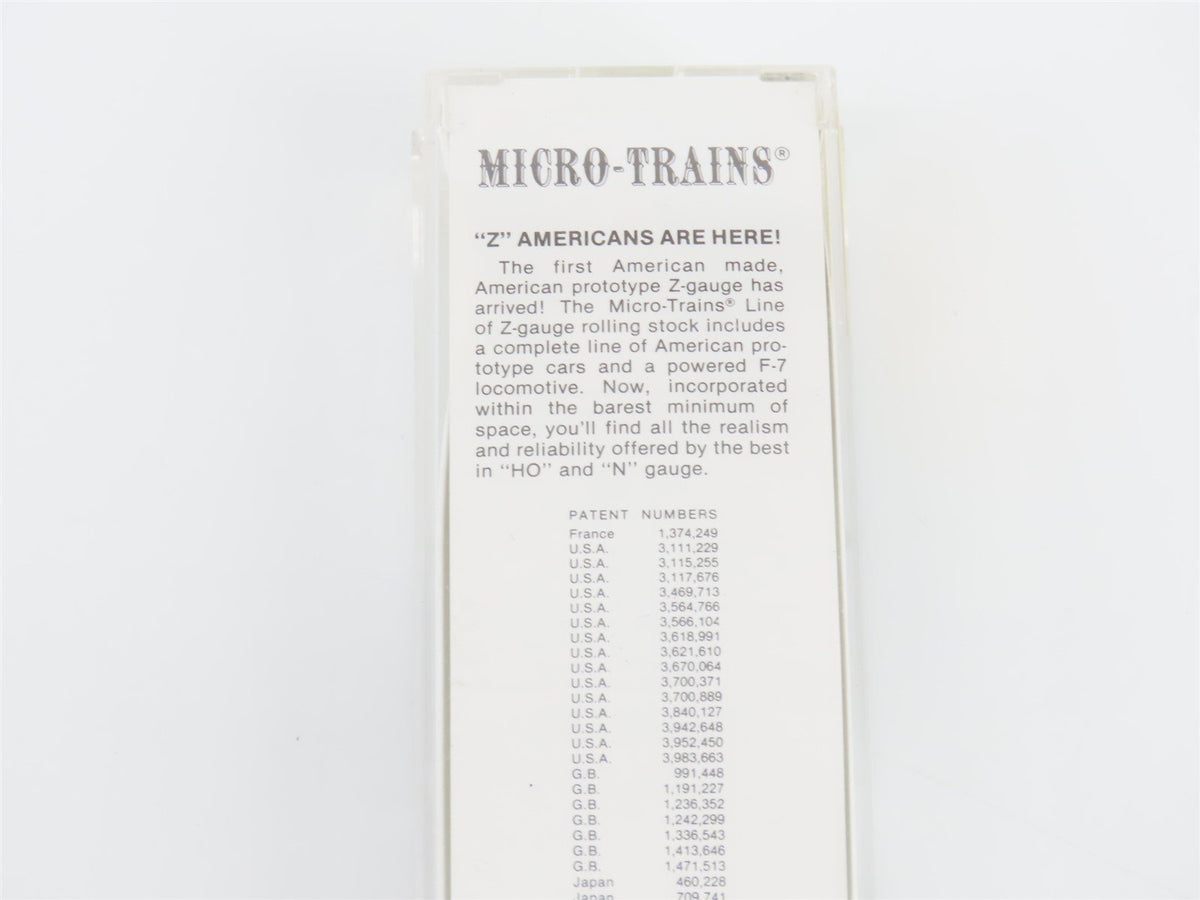 MICRO-TRAINS®
"Z" AMERICANS ARE HERE!
The first American made,
American prototype Z-gauge has
arrived! The Micro-Trains® Line
of Z-gauge rolling stock includes
a complete line of American pro-
totype cars and a powered F-7
locomotive. Now, incorporated
within the barest minimum of
space, you'll find all the realism
and reliability offered by the best
in "HO" and "N" gauge.
PATENT NUMBERS
France 1,374,249
U.S.A. 3,111,229
U.S.A. 3,115,255
U.S.A. 3,117,676
U.S.A. 3,469,713
U.S.A. 3,564,766
U.S.A. 3,566,104
U.S.A. 3,618,991
U.S.A. 3,621,610
U.S.A. 3,670,064
U.S.A. 3,700,371
U.S.A. 3,700,889
U.S.A. 3,840,127
U.S.A. 3,942,648
U.S.A. 3,952,450
U.S.A. 3,983,663
G.B. 991,448
G.B. 1,191,227
G.B. 1,236,352
G.B. 1,242,299
G.B. 1,336,543
G.B. 1,413,646
G.B. 1,471,513
Japan 460,228
Japan 709,741